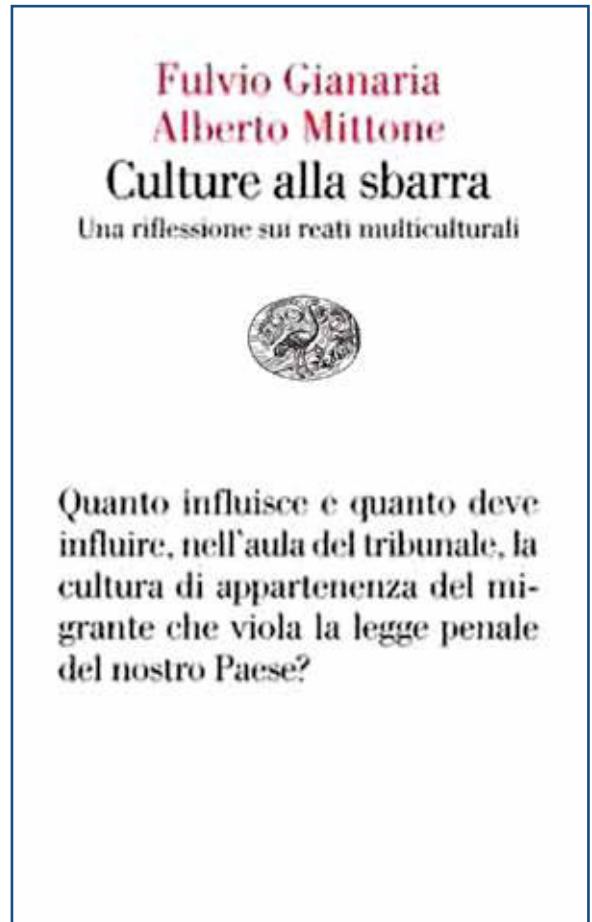 Fulvio Gianaria
Alberto Mittone
Culture alla sbarra
Una riflessione sui reati multiculturali
Quanto influisce e quanto deve
influire, nell'aula del tribunale, la
cultura di appartenenza del mi-
grante che viola la legge penale
del nostro Paese?